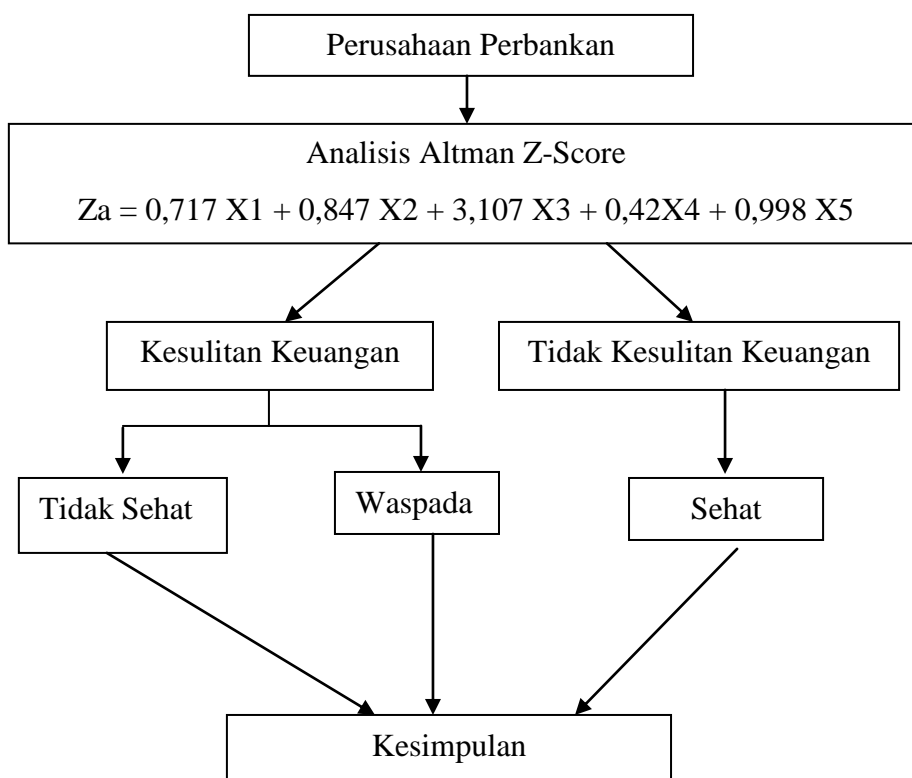 Perusahaan Perbankan
Analisis Altman Z-Score
Za = 0,717 X1 + 0,847 X2 + 3,107 X3 + 0,42X4 + 0,998 X5
Kesulitan Keuangan
Tidak Kesulitan Keuangan
Tidak Sehat
Waspada
Sehat
Kesimpulan